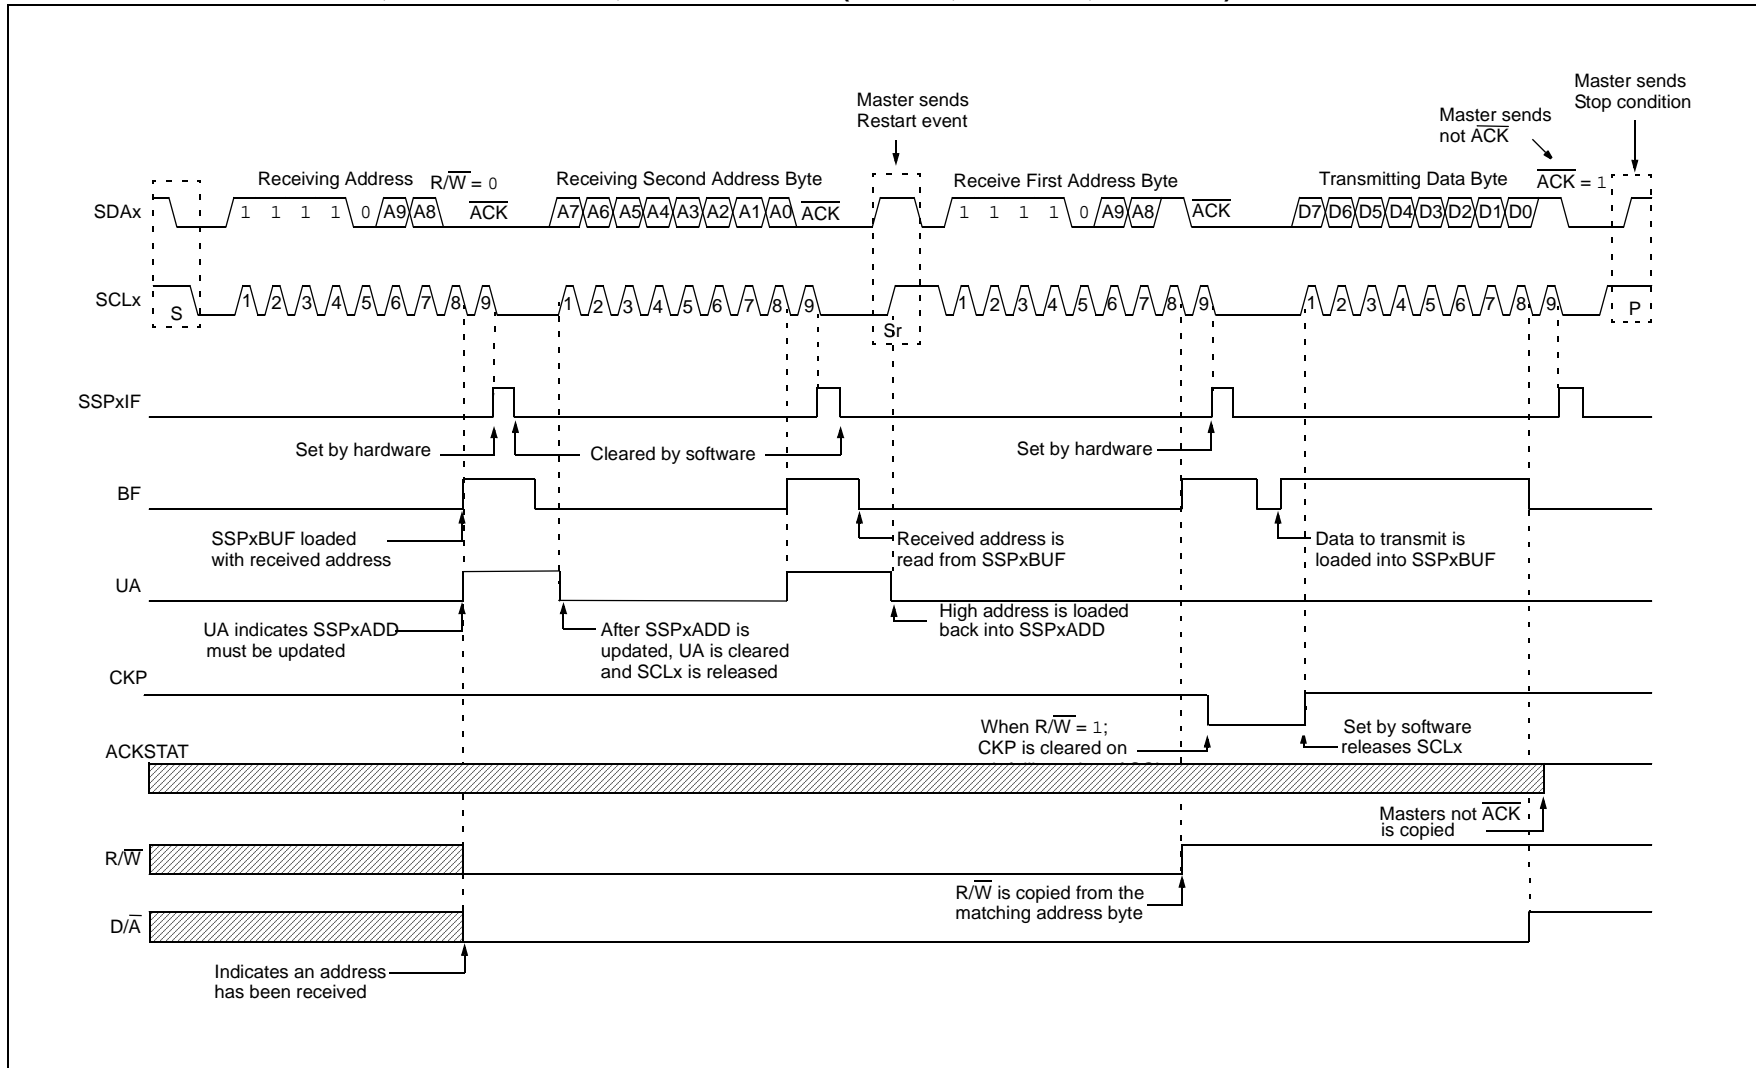 Master sends
Stop condition
Master sends
Restart event
Master sends
not ACK
Receiving Address R/W = 0
Receiving Second Address Byte
Receive First Address Byte
Transmitting Data Byte
ACK = 1
SDAx
1 1 1 1 0 A9 A8 ACK
A7 A6 A5 A4 A3 A2 A1 A0 ACK
1 1 1 1 0 A9 A8 ACK
D7 D6 D5 D4 D3 D2 D1 D0
SCLx
S
1 2 3 4 5 6 7 8 9
1 2 3 4 5 6 7 8 9
Sr
1 2 3 4 5 6 7 8 9
1 2 3 4 5 6 7 8 9
P
SSPxIF
Set by hardware
Cleared by software
Set by hardware
BF
SSPxBUF loaded
with received address
Received address is
read from SSPxBUF
Data to transmit is
loaded into SSPxBUF
UA
UA indicates SSPxADD
must be updated
After SSPxADD is
updated, UA is cleared
and SCLx is released
High address is loaded
back into SSPxADD
CKP
When R/W = 1;
CKP is cleared on
Set by software
releases SCLx
ACKSTAT
Masters not ACK
is copied
R/W
R/W is copied from the
matching address byte
D/A
Indicates an address
has been received